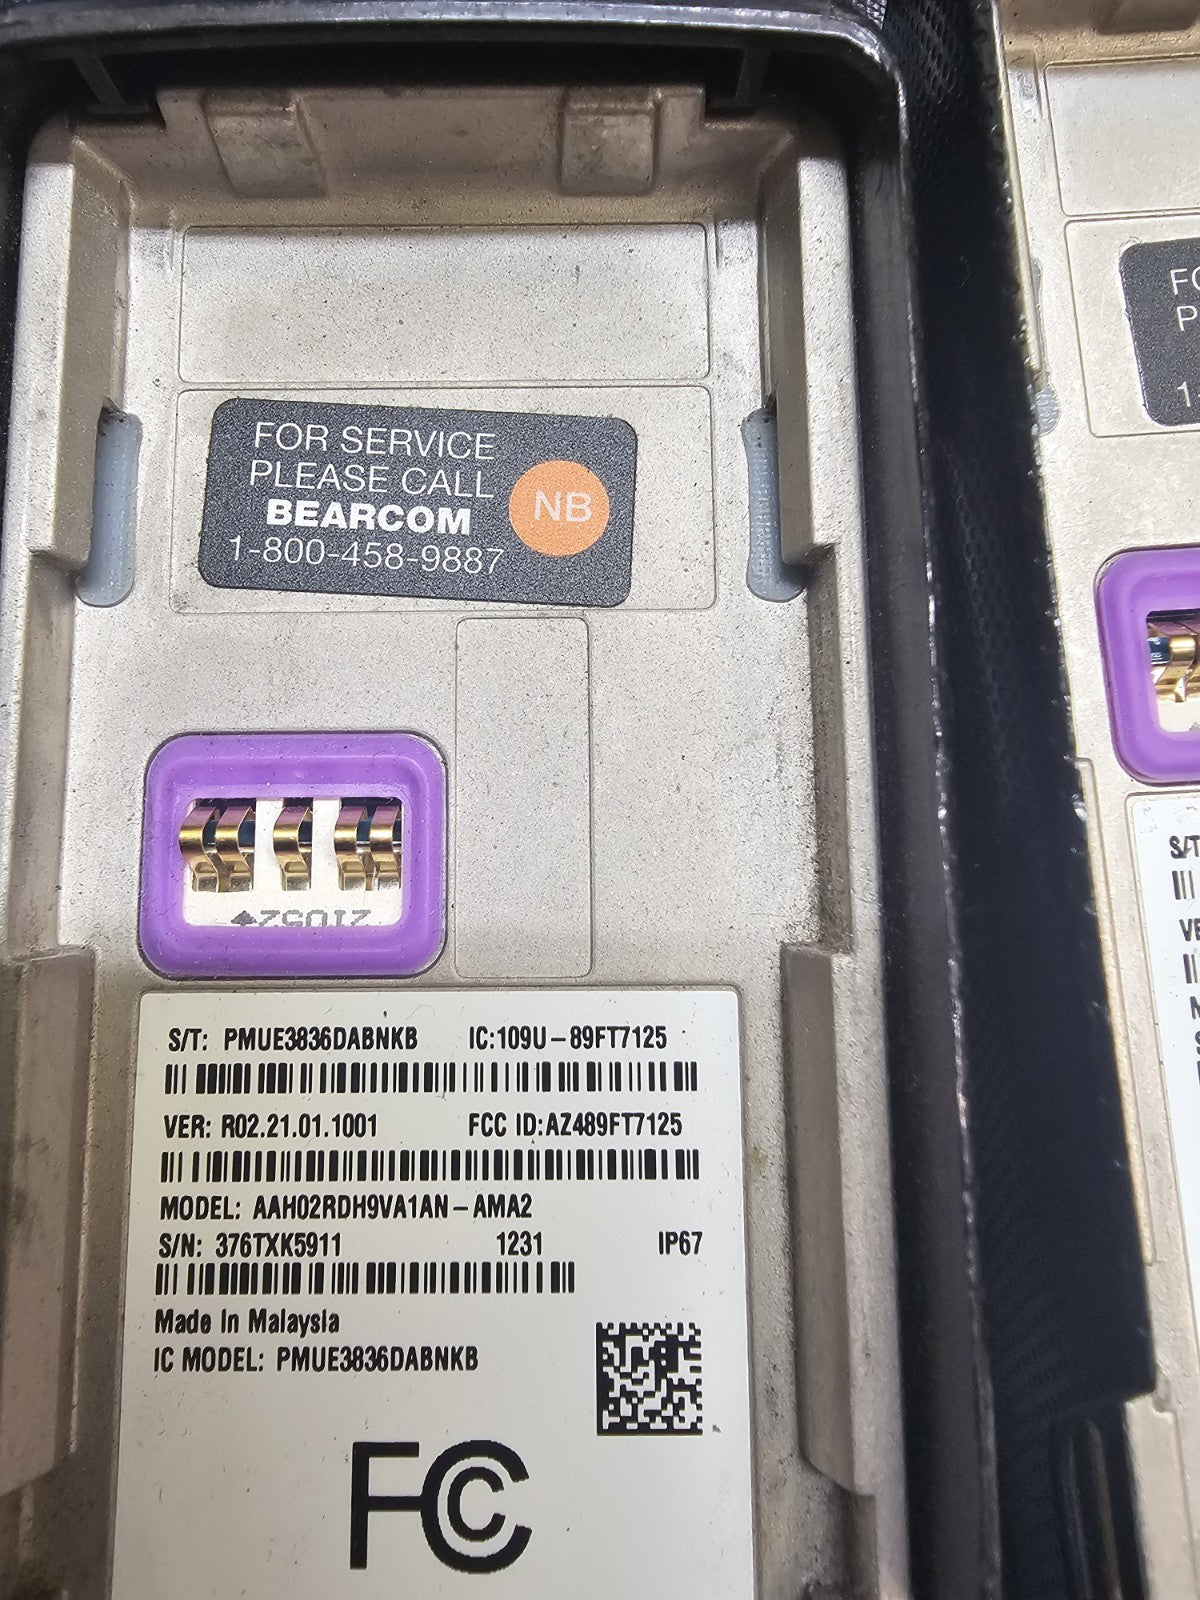 FOR SERVICE
PLEASE CALL
BEARCOM
1-800-458-9887
NB
S/T: PMUE3836DABNKB IC:109U-89FT7125
VER: R02.21.01.1001 FCC ID:AZ489FT7125
MODEL: AAH02RDH9VA1AN-AMA2
S/N: 376TXK5911 1231 IP67
Made In Malaysia
IC MODEL: PMUE3836DABNKB
FC
S/T